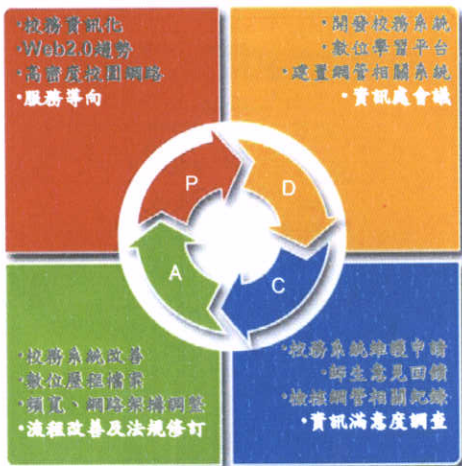 ·校務資訊化
·Web2.0趨勢
·高密度校園網路
·服務導向
·開發校務系統
·數位學習平台
·建置網管相關系統
·資訊處會議
P
D
A
C
·校務系統改善
·數位歷程檔案
·頻寬、網路架構調整
·流程改善及法規修訂
·校務系統維護申請
·師生意見回饋
·檢核網管相關紀錄
·資訊滿意度調查